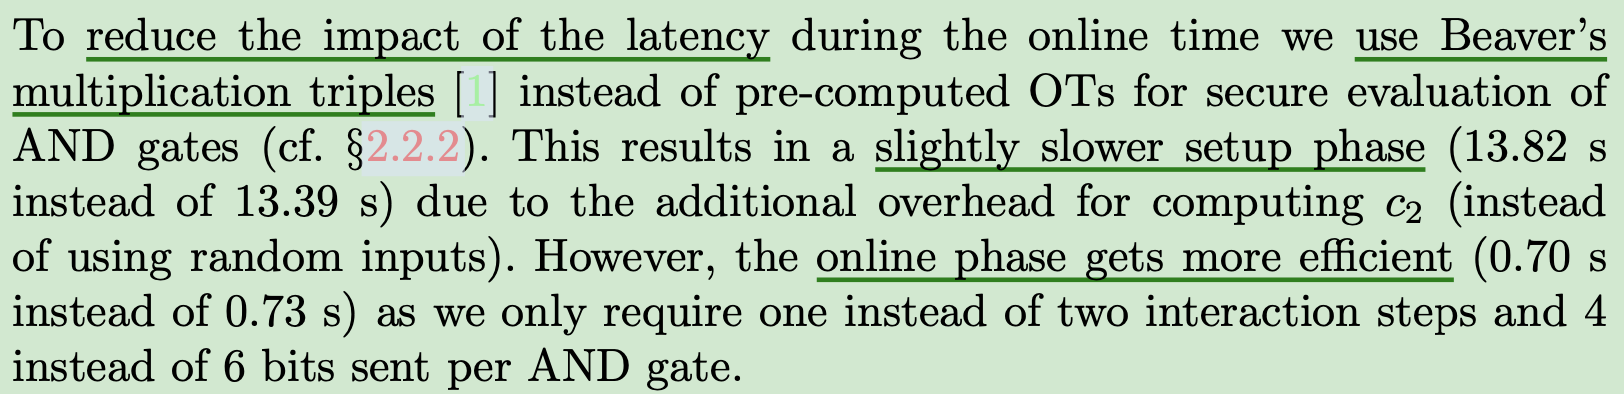 To reduce the impact of the latency during the online time we use Beaver's
multiplication triples [1] instead of pre-computed OTs for secure evaluation of
AND gates (cf. §2.2.2). This results in a slightly slower setup phase (13.82 s
instead of 13.39 s) due to the additional overhead for computing c₂ (instead
of using random inputs). However, the online phase gets more efficient (0.70 s
instead of 0.73 s) as we only require one instead of two interaction steps and 4
instead of 6 bits sent per AND gate.